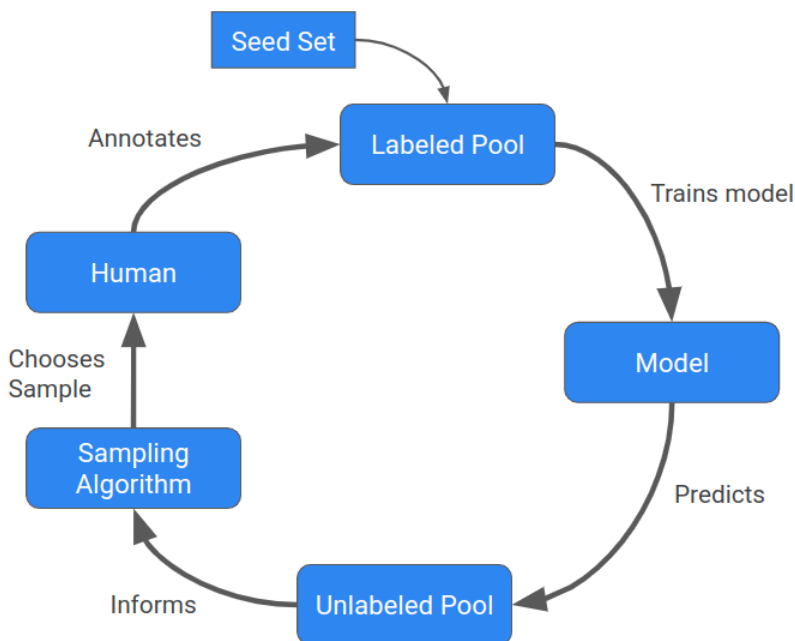 Seed Set
Labeled Pool
Annotates
Trains model
Human
Model
Chooses
Sample
Sampling
Algorithm
Predicts
Informs
Unlabeled Pool